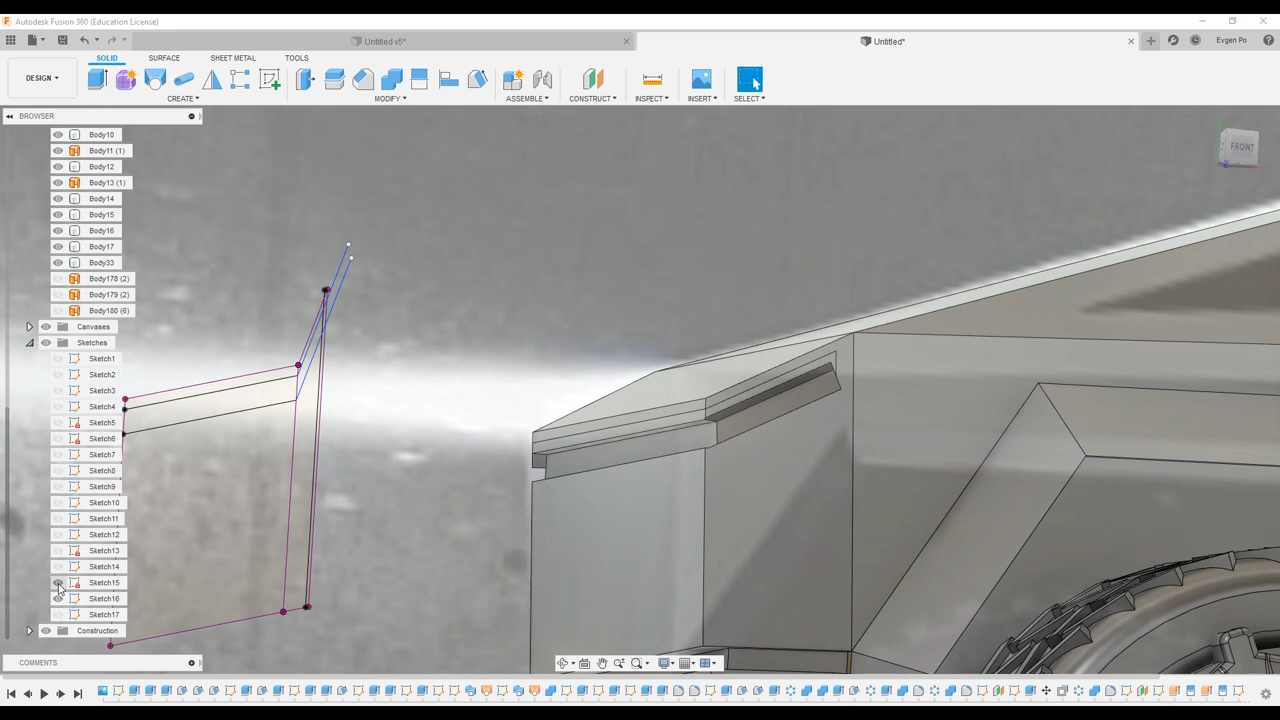 Autodesk Fusion 360 (Education License)
Untitled v5*
Untitled*
Evgen Po
DESIGN
SOLID
SURFACE
SHEET METAL
TOOLS
CREATE
MODIFY
ASSEMBLE
CONSTRUCT
INSPECT
INSERT
SELECT
BROWSER
FRONT
Body10
Body11 (1)
Body12
Body13 (1)
Body14
Body15
Body16
Body17
Body33
Body178 (2)
Body179 (2)
Body180 (6)
Canvases
Sketches
Sketch1
Sketch2
Sketch3
Sketch4
Sketch5
Sketch6
Sketch7
Sketch8
Sketch9
Sketch10
Sketch11
Sketch12
Sketch13
Sketch14
Sketch15
Sketch16
Sketch17
Construction
COMMENTS